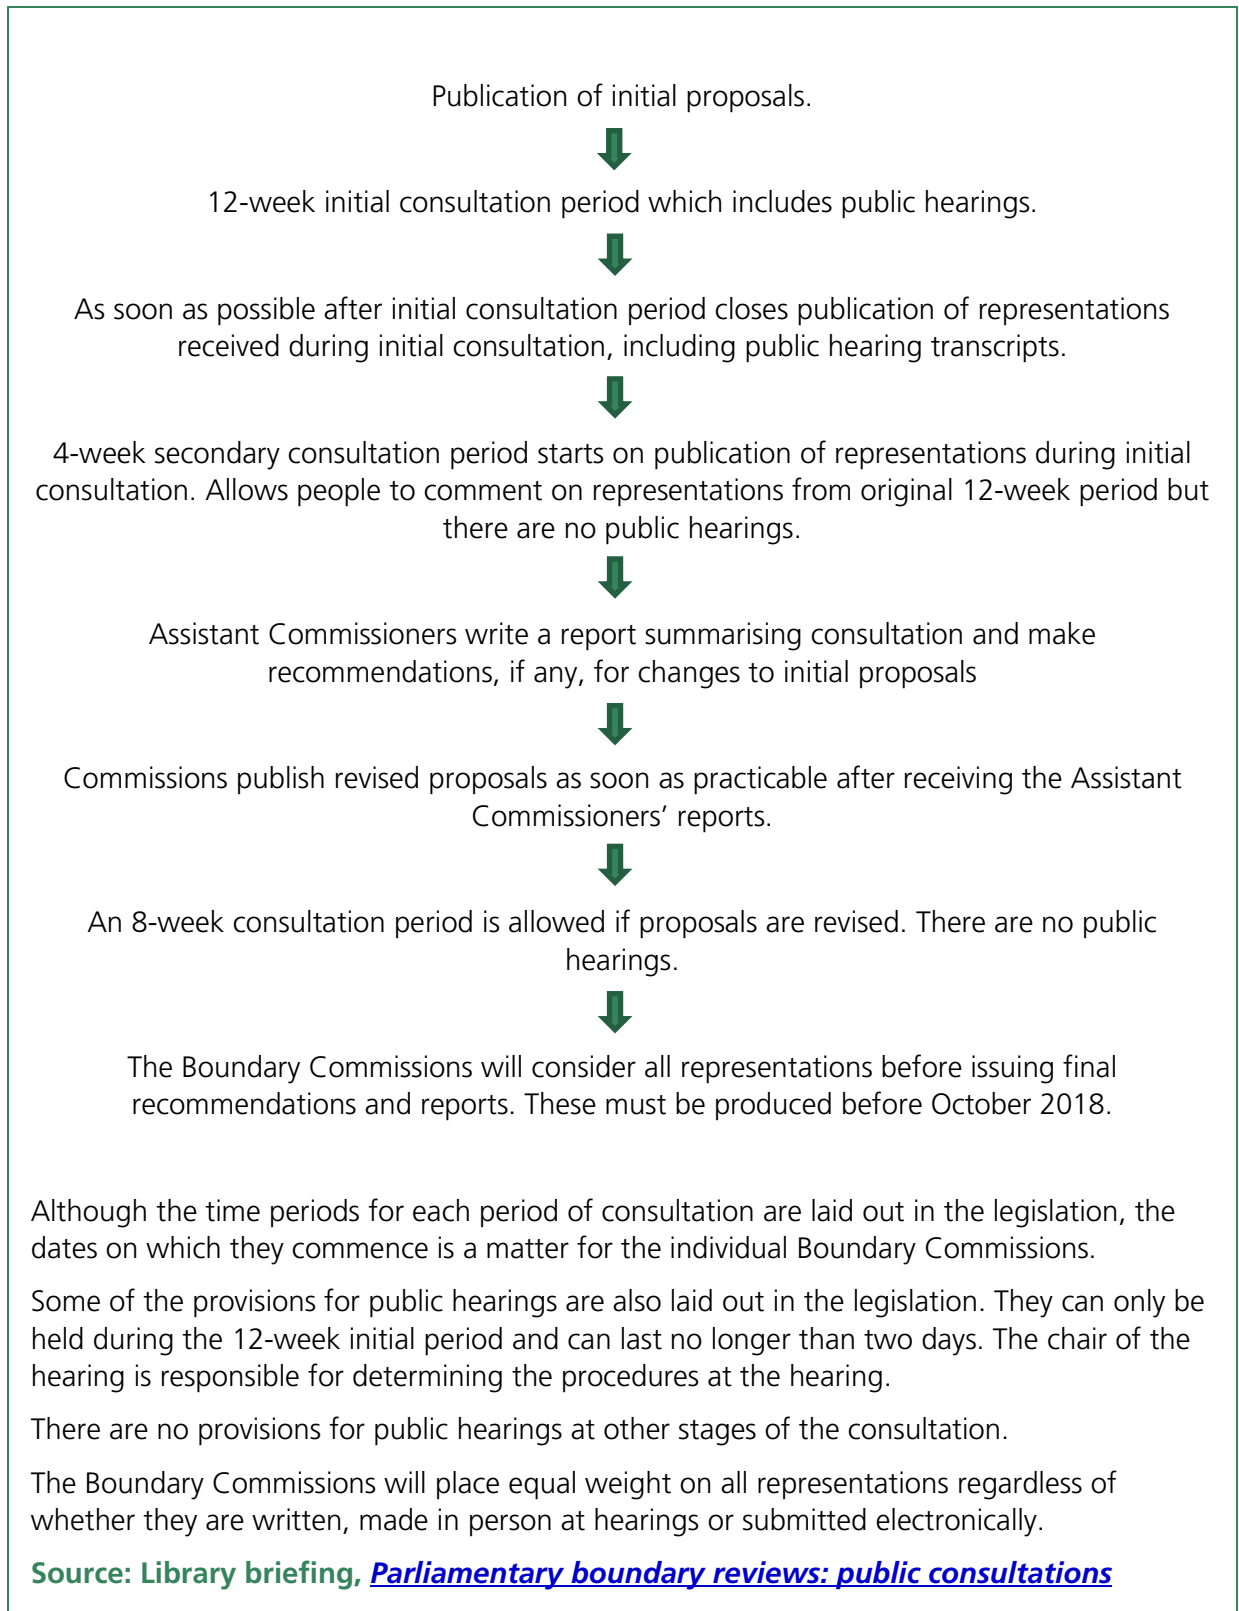 Publication of initial proposals.
12-week initial consultation period which includes public hearings.
As soon as possible after initial consultation period closes publication of representations
received during initial consultation, including public hearing transcripts.
4-week secondary consultation period starts on publication of representations during initial
consultation. Allows people to comment on representations from original 12-week period but
there are no public hearings.
Assistant Commissioners write a report summarising consultation and make
recommendations, if any, for changes to initial proposals
Commissions publish revised proposals as soon as practicable after receiving the Assistant
Commissioners’ reports.
An 8-week consultation period is allowed if proposals are revised. There are no public
hearings.
The Boundary Commissions will consider all representations before issuing final
recommendations and reports. These must be produced before October 2018.
Although the time periods for each period of consultation are laid out in the legislation, the
dates on which they commence is a matter for the individual Boundary Commissions.
Some of the provisions for public hearings are also laid out in the legislation. They can only be
held during the 12-week initial period and can last no longer than two days. The chair of the
hearing is responsible for determining the procedures at the hearing.
There are no provisions for public hearings at other stages of the consultation.
The Boundary Commissions will place equal weight on all representations regardless of
whether they are written, made in person at hearings or submitted electronically.
Source: Library briefing, Parliamentary boundary reviews: public consultations